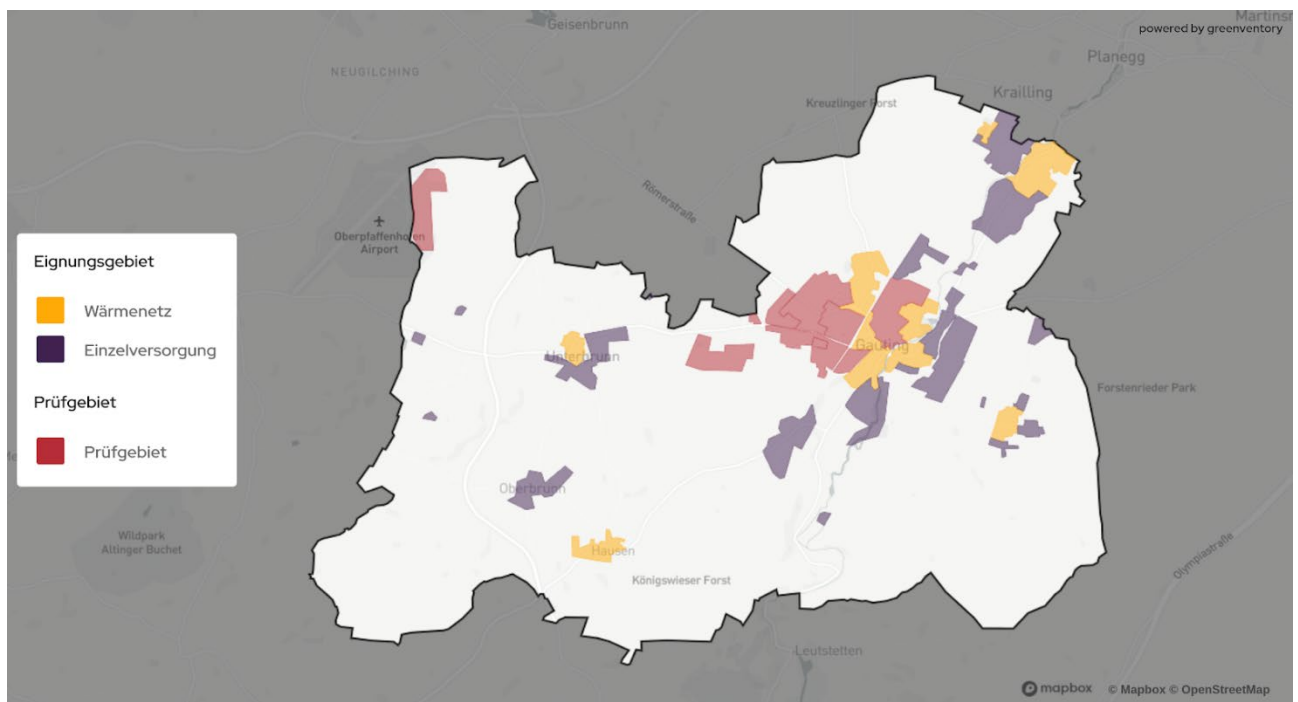 Geisenbrunn
powered by greenventory
NEUGILCHING
Planegg
Krailling
Kreuzlinger Forst
Römerstraße
Oberpfaffenhofen
Airport
Eignungsgebiet
Wärmenetz
Einzelversorgung
Prüfgebiet
Prüfgebiet
Unterbrunn
Gauting
Forstenrieder Park
Oberbrunn
Wildpark
Altinger Buchet
Hausen
Königswieser Forst
Olympiastraße
Leutstetten
mapbox
© Mapbox © OpenStreetMap